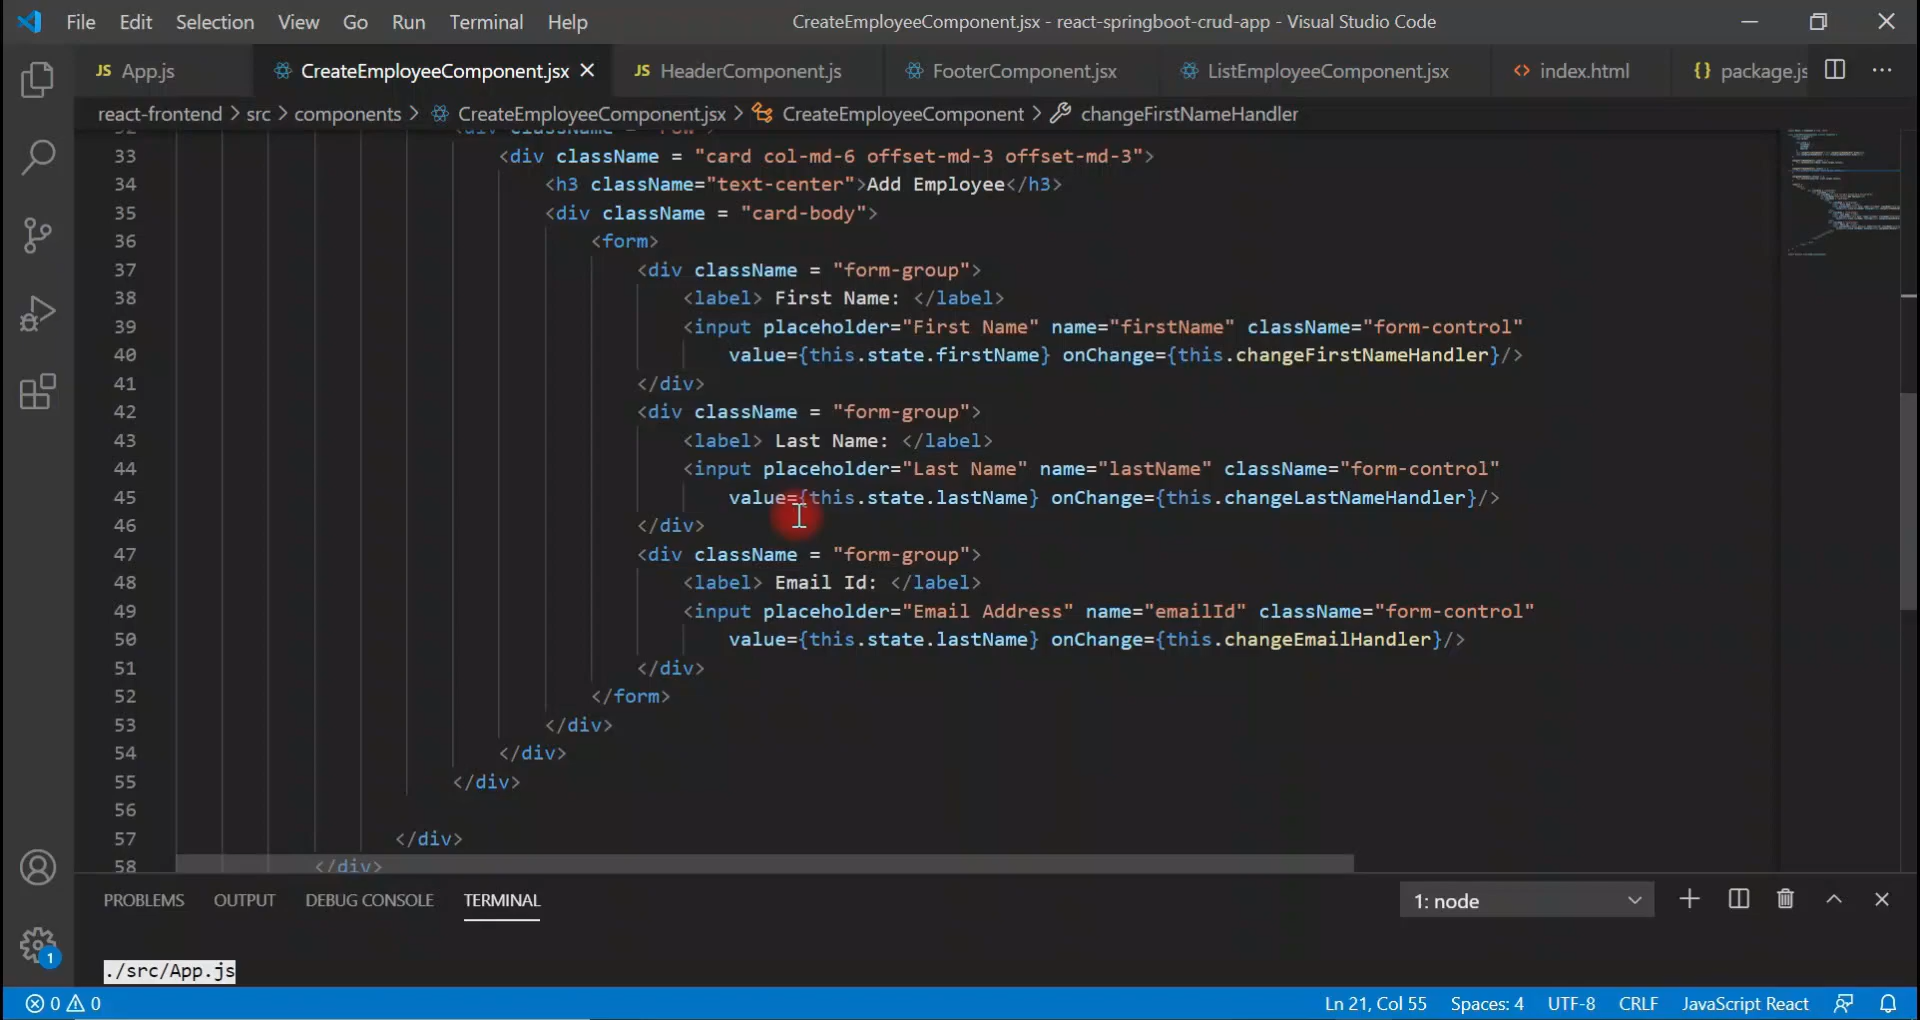 File Edit Selection View Go Run Terminal Help CreateEmployeeComponent.jsx - react-springboot-crud-app - Visual Studio Code
JS App.js CreateEmployeeComponent.jsx JS HeaderComponent.js FooterComponent.jsx ListEmployeeComponent.jsx <> index.html {} package.js
react-frontend > src > components > CreateEmployeeComponent.jsx > CreateEmployeeComponent > changeFirstNameHandler
32 <div className = "row">
33 <div className = "card col-md-6 offset-md-3 offset-md-3">
34 <h3 className="text-center">Add Employee</h3>
35 <div className = "card-body">
36 <form>
37 <div className = "form-group">
38 <label> First Name: </label>
39 <input placeholder="First Name" name="firstName" className="form-control"
40 value={this.state.firstName} onChange={this.changeFirstNameHandler}/>
41 </div>
42 <div className = "form-group">
43 <label> Last Name: </label>
44 <input placeholder="Last Name" name="lastName" className="form-control"
45 value={this.state.lastName} onChange={this.changeLastNameHandler}/>
46 </div>
47 <div className = "form-group">
48 <label> Email Id: </label>
49 <input placeholder="Email Address" name="emailId" className="form-control"
50 value={this.state.lastName} onChange={this.changeEmailHandler}/>
51 </div>
52 </form>
53 </div>
54 </div>
55 </div>
56
57 </div>
58 </div>
PROBLEMS OUTPUT DEBUG CONSOLE TERMINAL 1: node
./src/App.js
1
0 0 Ln 21, Col 55 Spaces: 4 UTF-8 CRLF JavaScript React